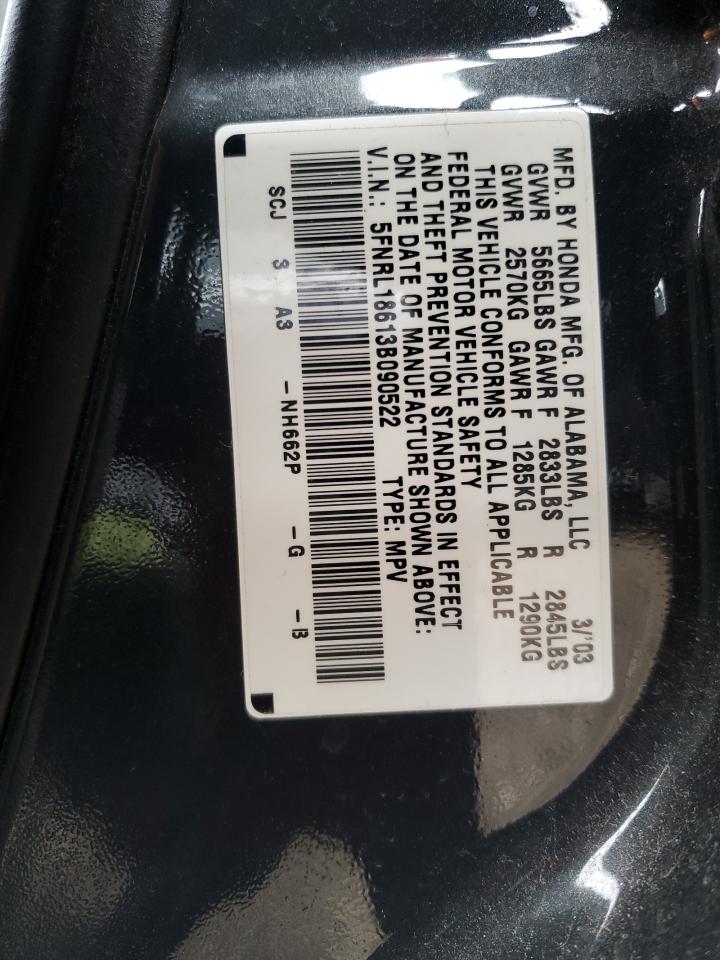 MFD. BY HONDA MFG. OF ALABAMA, LLC 3/'03
GVWR 5665LBS GAWR F 2833LBS R 2845LBS
GVWR 2570KG GAWR F 1285KG R 1290KG
THIS VEHICLE CONFORMS TO ALL APPLICABLE
FEDERAL MOTOR VEHICLE SAFETY
AND THEFT PREVENTION STANDARDS IN EFFECT
ON THE DATE OF MANUFACTURE SHOWN ABOVE:
V.I.N.: 5FNRL18613B090522 TYPE: MPV
SCJ 3 A3 -NH662P -G -13